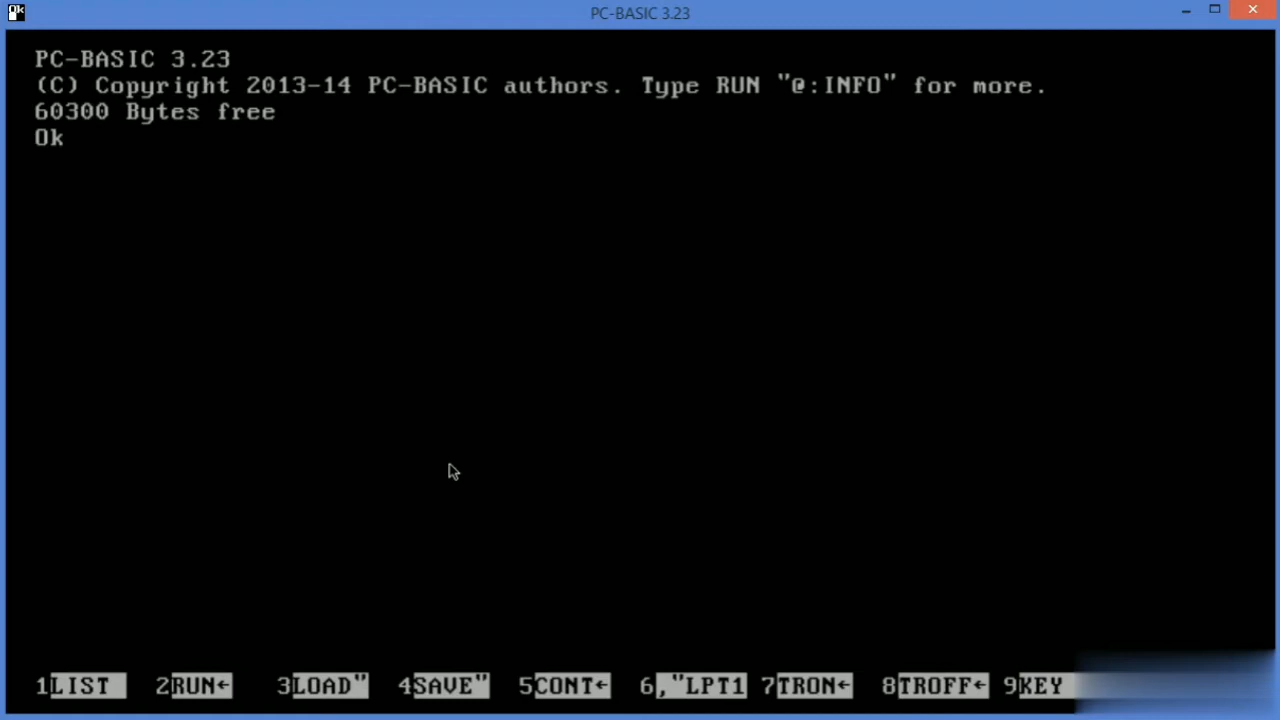 Ok
PC-BASIC 3.23
PC-BASIC 3.23
(C) Copyright 2013-14 PC-BASIC authors. Type RUN "@:INFO" for more.
60300 Bytes free
Ok
1LIST 2RUN← 3LOAD" 4SAVE" 5CONT← 6,"LPT1 7TRON← 8TROFF← 9KEY